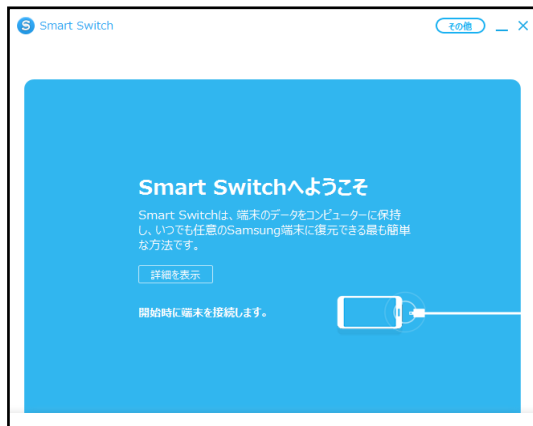 S Smart Switch
その他
Smart Switchへようこそ
Smart Switchは、端末のデータをコンピューターに保持
し、いつでも任意のSamsung端末に復元できる最も簡単
な方法です。
詳細を表示
開始時に端末を接続します。